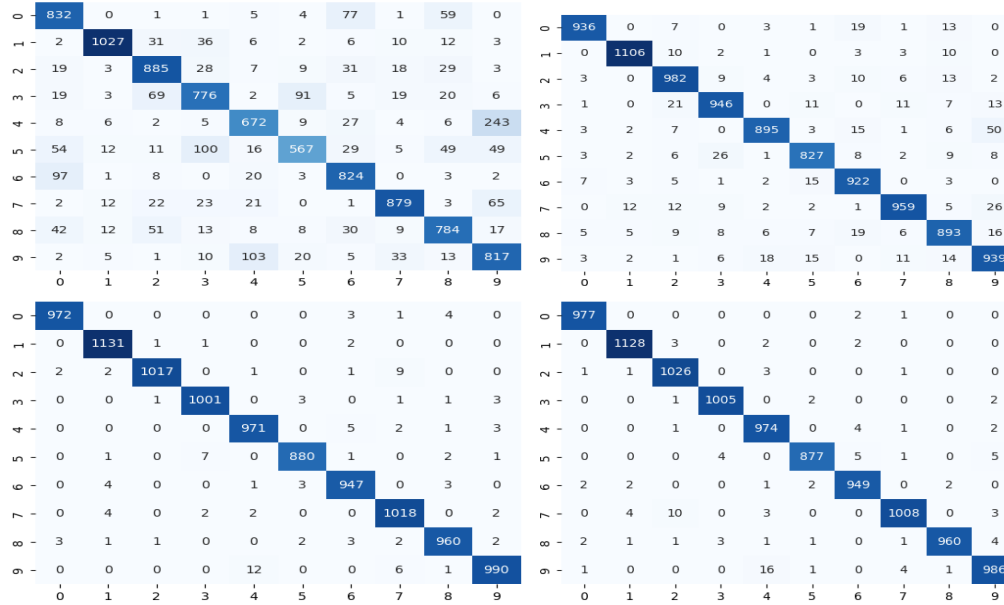 0 832 0 1 1 5 4 77 1 59 0
1 2 1027 31 36 6 2 6 10 12 3
2 19 3 885 28 7 9 31 18 29 3
3 19 3 69 776 2 91 5 19 20 6
4 8 6 2 5 672 9 27 4 6 243
5 54 12 11 100 16 567 29 5 49 49
6 97 1 8 0 20 3 824 0 3 2
7 2 12 22 23 21 0 1 879 3 65
8 42 12 51 13 8 8 30 9 784 17
9 2 5 1 10 103 20 5 33 13 817
0 1 2 3 4 5 6 7 8 9
0 936 0 7 0 3 1 19 1 13 0
1 0 1106 10 2 1 0 3 3 10 0
2 3 0 982 9 4 3 10 6 13 2
3 1 0 21 946 0 11 0 11 7 13
4 3 2 7 0 895 3 15 1 6 50
5 3 2 6 26 1 827 8 2 9 8
6 7 3 5 1 2 15 922 0 3 0
7 0 12 12 9 2 2 1 959 5 26
8 5 5 9 8 6 7 19 6 893 16
9 3 2 1 6 18 15 0 11 14 939
0 1 2 3 4 5 6 7 8 9
0 972 0 0 0 0 0 3 1 4 0
1 0 1131 1 1 0 0 2 0 0 0
2 2 2 1017 0 1 0 1 9 0 0
3 0 0 1 1001 0 3 0 1 1 3
4 0 0 0 0 971 0 5 2 1 3
5 0 1 0 7 0 880 1 0 2 1
6 0 4 0 0 1 3 947 0 3 0
7 0 4 0 2 2 0 0 1018 0 2
8 3 1 1 0 0 2 3 2 960 2
9 0 0 0 0 12 0 0 6 1 990
0 1 2 3 4 5 6 7 8 9
0 977 0 0 0 0 0 2 1 0 0
1 0 1128 3 0 2 0 2 0 0 0
2 1 1 1026 0 3 0 0 1 0 0
3 0 0 1 1005 0 2 0 0 0 2
4 0 0 1 0 974 0 4 1 0 2
5 0 0 0 4 0 877 5 1 0 5
6 2 2 0 0 1 2 949 0 2 0
7 0 4 10 0 3 0 0 1008 0 3
8 2 1 1 3 1 1 0 1 960 4
9 1 0 0 0 16 1 0 4 1 986
0 1 2 3 4 5 6 7 8 9